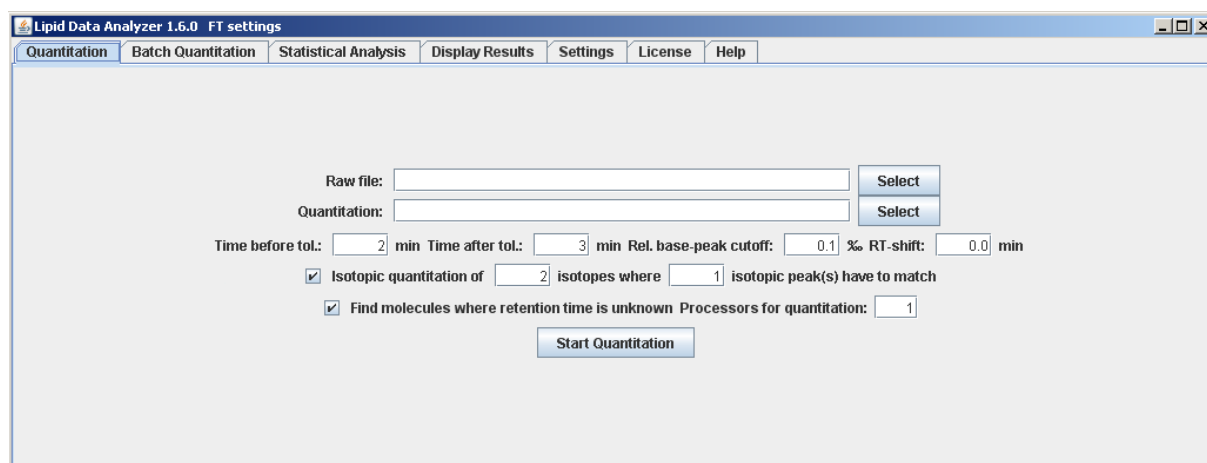 Lipid Data Analyzer 1.6.0 FT settings
Quantitation Batch Quantitation Statistical Analysis Display Results Settings License Help
Raw file: Select
Quantitation: Select
Time before tol.: 2 min Time after tol.: 3 min Rel. base-peak cutoff: 0.1 ‰ RT-shift: 0.0 min
Isotopic quantitation of 2 isotopes where 1 isotopic peak(s) have to match
Find molecules where retention time is unknown Processors for quantitation: 1
Start Quantitation